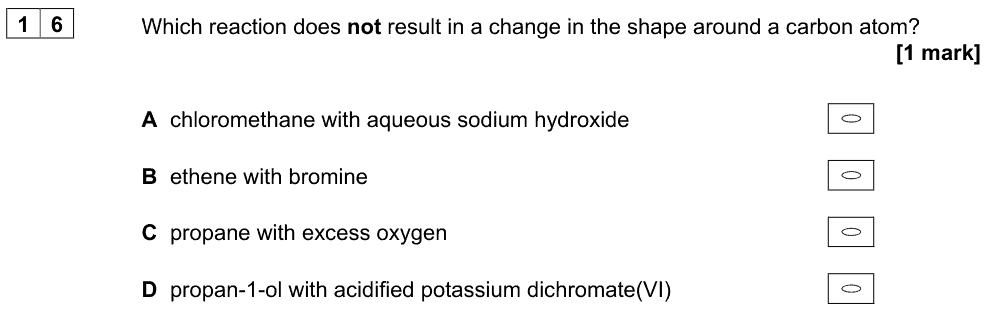 1 6 Which reaction does not result in a change in the shape around a carbon atom?
[1 mark]
A chloromethane with aqueous sodium hydroxide
B ethene with bromine
C propane with excess oxygen
D propan-1-ol with acidified potassium dichromate(VI)